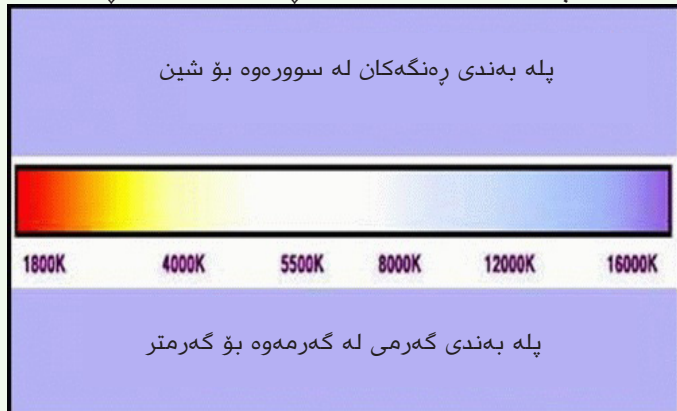 پلە بەندی ڕەنگەکان لە سوورەوە بۆ شین
1800K 4000K 5500K 8000K 12000K 16000K
پلە بەندی گەرمی لە گەرمەوە بۆ گەرمتر